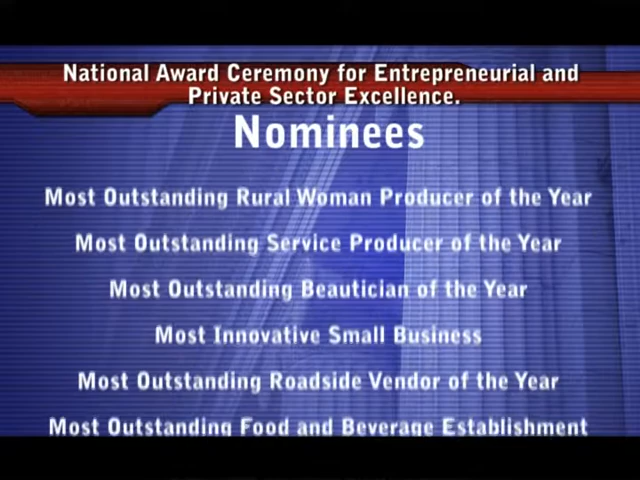 National Award Ceremony for Entrepreneurial and
Private Sector Excellence.
Nominees
Most Outstanding Rural Woman Producer of the Year
Most Outstanding Service Producer of the Year
Most Outstanding Beautician of the Year
Most Innovative Small Business
Most Outstanding Roadside Vendor of the Year
Most Outstanding Food and Beverage Establishment